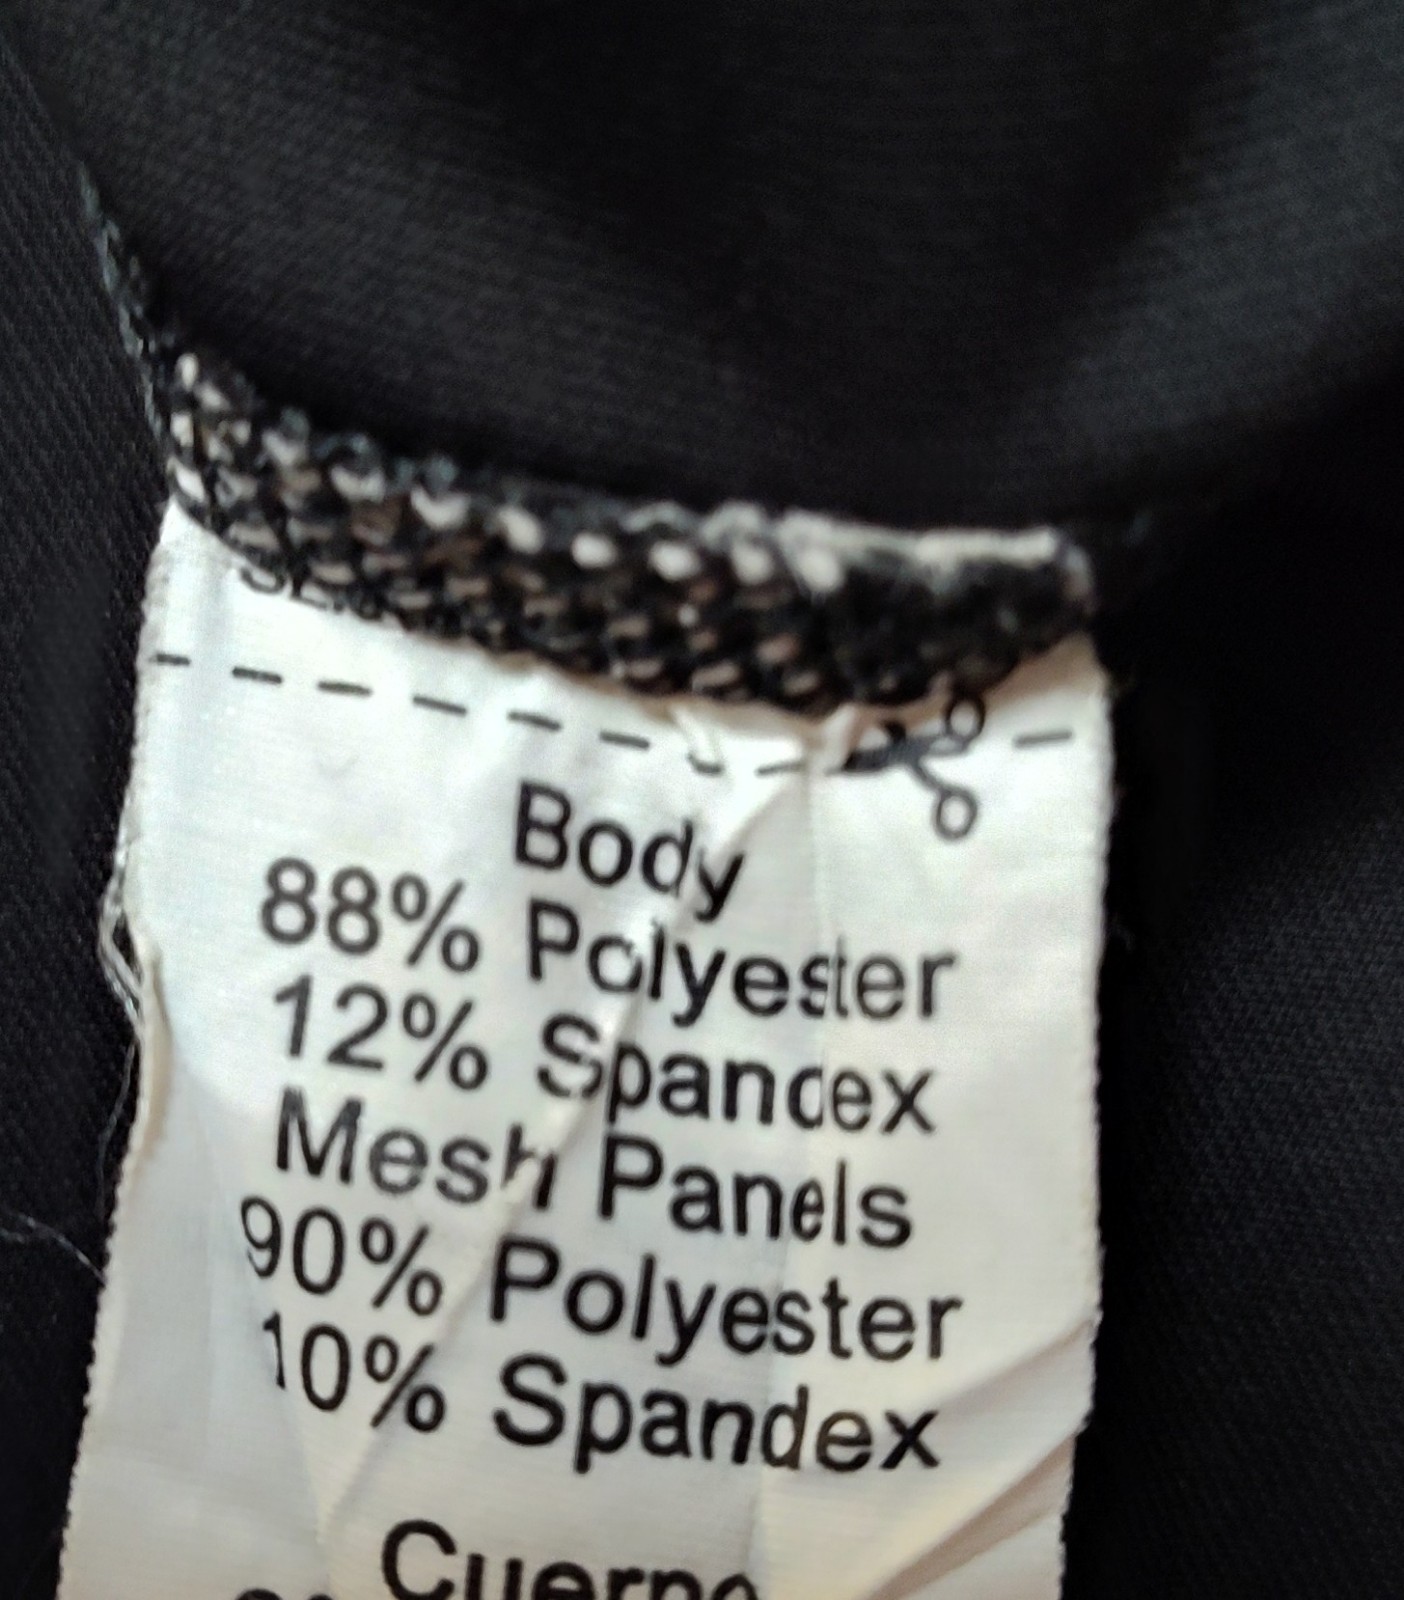 Body
88% Polyester
12% Spandex
Mesh Panels
90% Polyester
10% Spandex
Cuerpo